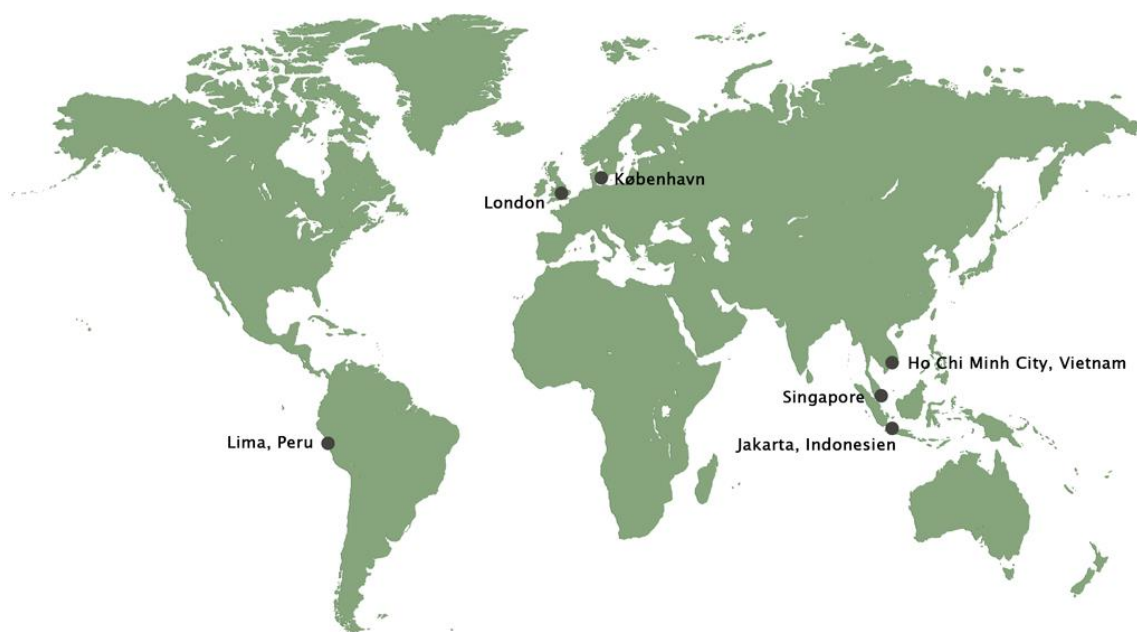 København
London
Ho Chi Minh City, Vietnam
Singapore
Lima, Peru
Jakarta, Indonesien